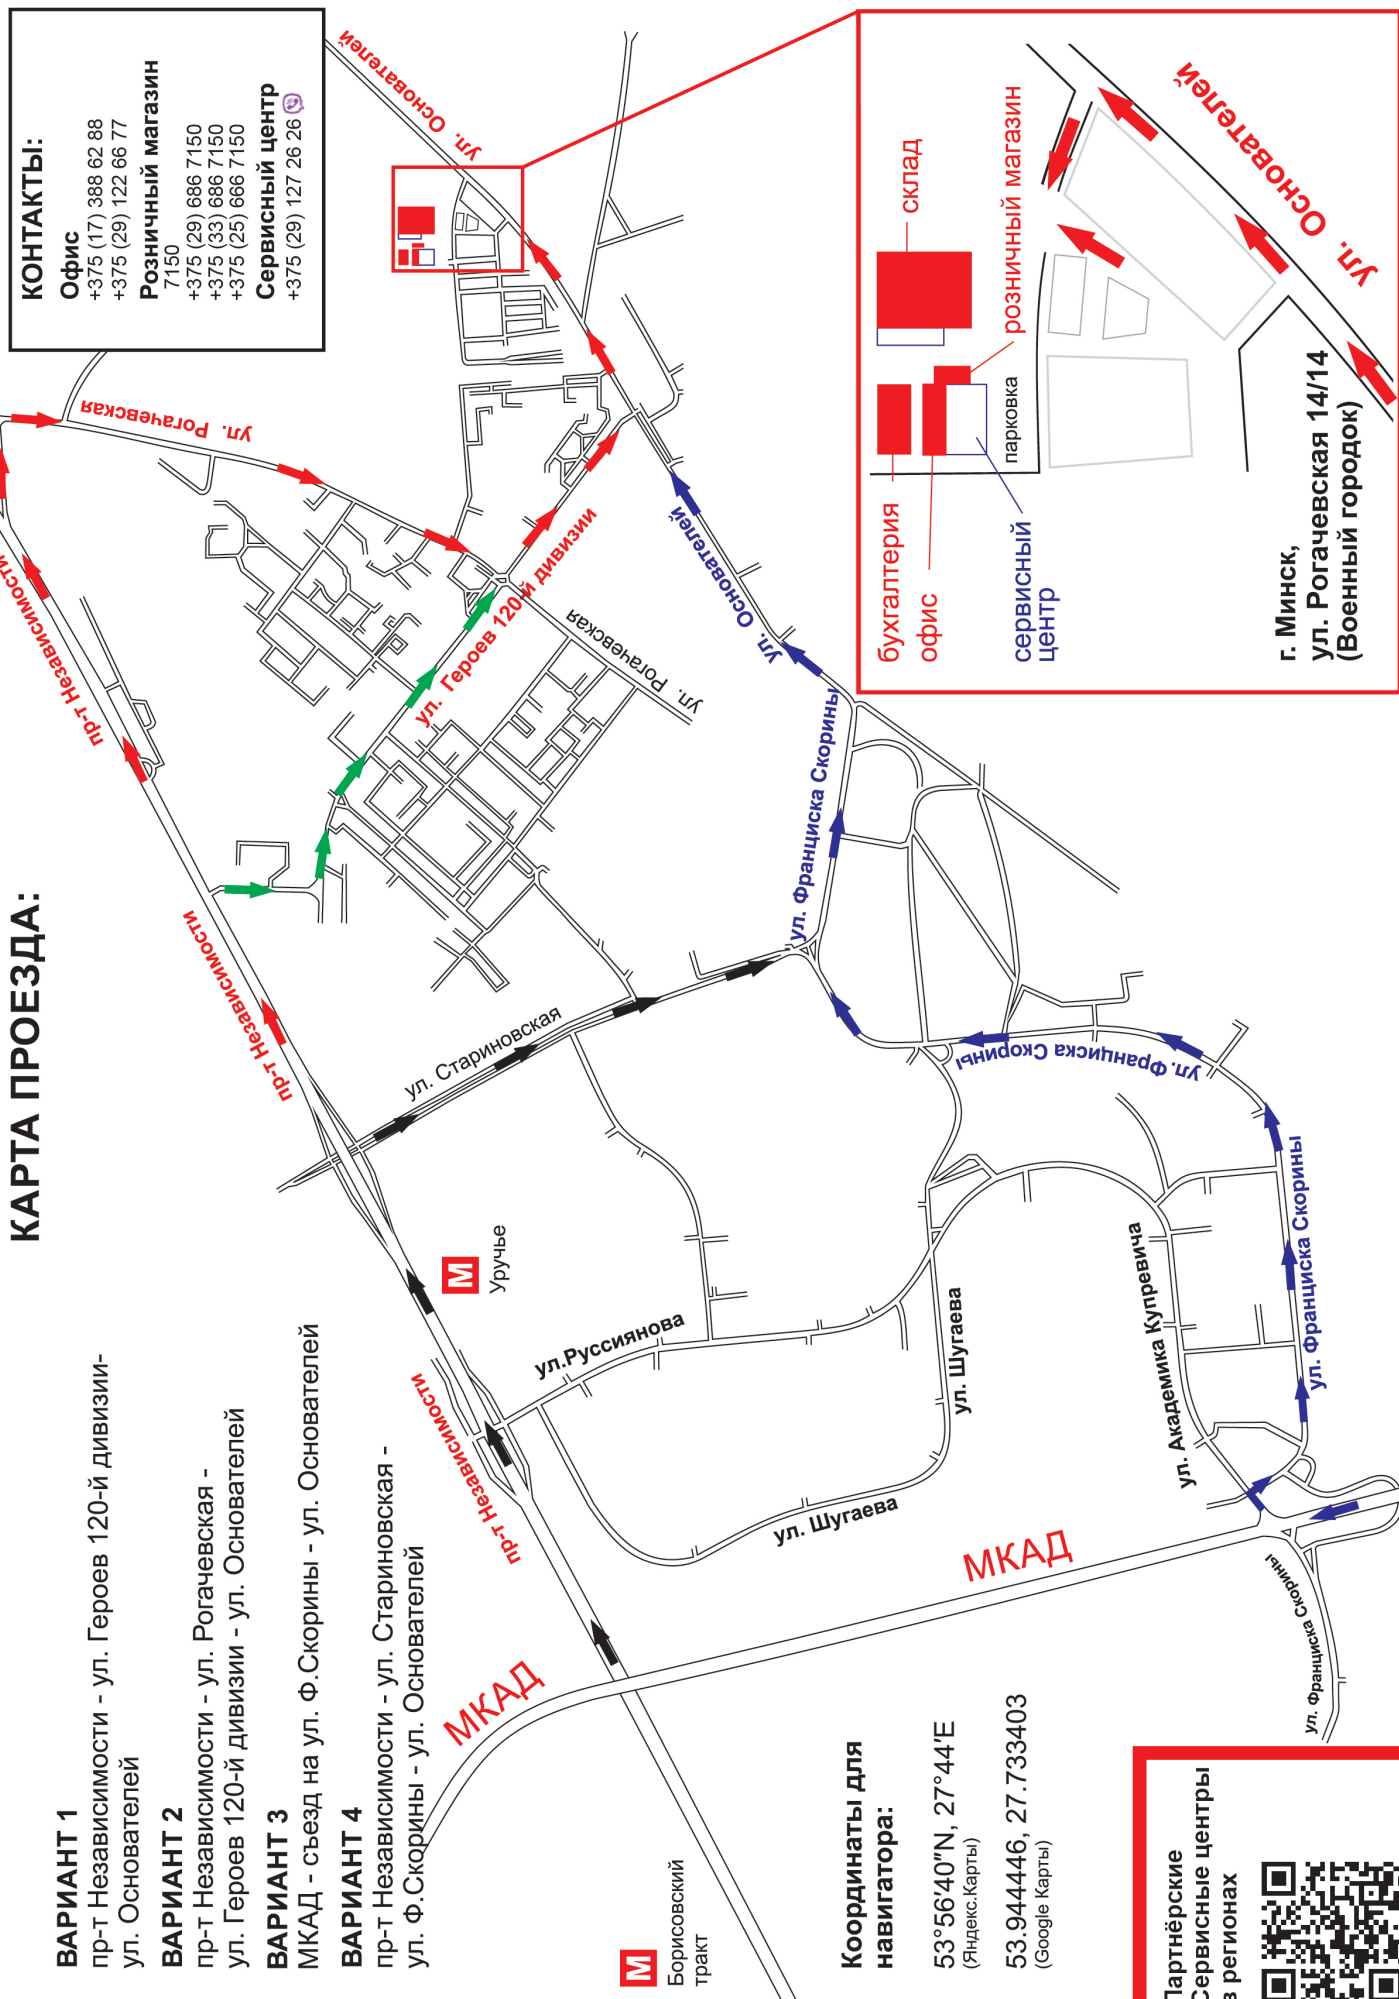 КАРТА ПРОЕЗДА:
ВАРИАНТ 1
пр-т Независимости - ул. Героев 120-й дивизии-
ул. Основателей
ВАРИАНТ 2
пр-т Независимости - ул. Рогачевская -
ул. Героев 120-й дивизии - ул. Основателей
ВАРИАНТ 3
МКАД - съезд на ул. Ф.Скорины - ул. Основателей
ВАРИАНТ 4
пр-т Независимости - ул. Стариновская -
ул. Ф.Скорины - ул. Основателей
КОНТАКТЫ:
Офис
+375 (17) 388 62 88
+375 (29) 122 66 77
Розничный магазин
7150
+375 (29) 686 7150
+375 (33) 686 7150
+375 (25) 666 7150
Сервисный центр
+375 (29) 127 26 26
пр-т Независимости
пр-т Независимости
пр-т Независимости
ул. Рогачевская
ул. Основателей
ул. Героев 120-й дивизии
ул. Рогачевская
ул. Стариновская
М
Уручье
ул.Руссиянова
ул. Основателей
ул. Франциска Скорины
ул. Франциска Скорины
ул. Франциска Скорины
ул. Франциска Скорины
ул. Шугаева
ул. Шугаева
ул. Академика Купревича
МКАД
МКАД
М
Борисовский
тракт
Координаты для
навигатора:
53°56'40"N, 27°44'E
(Яндекс.Карты)
53.944446, 27.733403
(Google Карты)
Партнёрские
Сервисные центры
в регионах
бухгалтерия
офис
сервисный
центр
склад
розничный магазин
парковка
ул. Основателей
г. Минск,
ул. Рогачевская 14/14
(Военный городок)